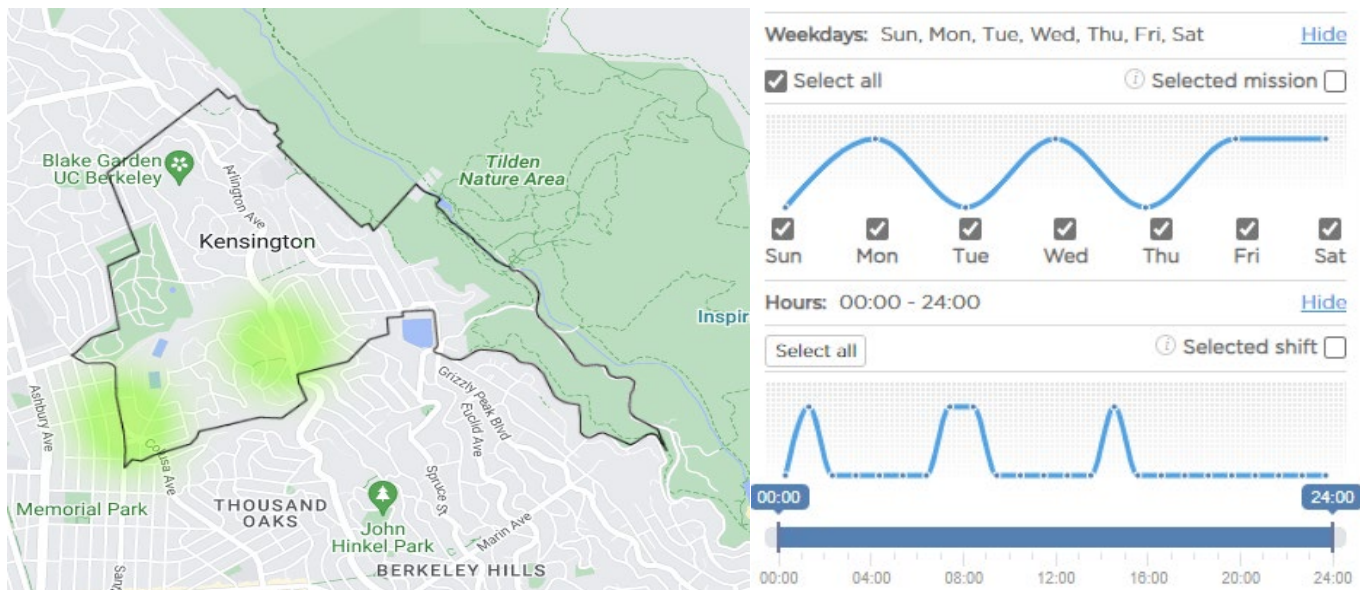 Blake Garden
UC Berkeley
Arlington Ave
Tilden
Nature Area
Kensington
Inspir
Ashbury Ave
Colusa Ave
Grizzly Peak Blvd
Euclid Ave
Spruce St
Marin Ave
Memorial Park
THOUSAND
OAKS
John
Hinkel Park
BERKELEY HILLS
Weekdays: Sun, Mon, Tue, Wed, Thu, Fri, Sat Hide
Select all Selected mission
Sun Mon Tue Wed Thu Fri Sat
Hours: 00:00 - 24:00 Hide
Select all Selected shift
00:00 24:00
00:00 04:00 08:00 12:00 16:00 20:00 24:00